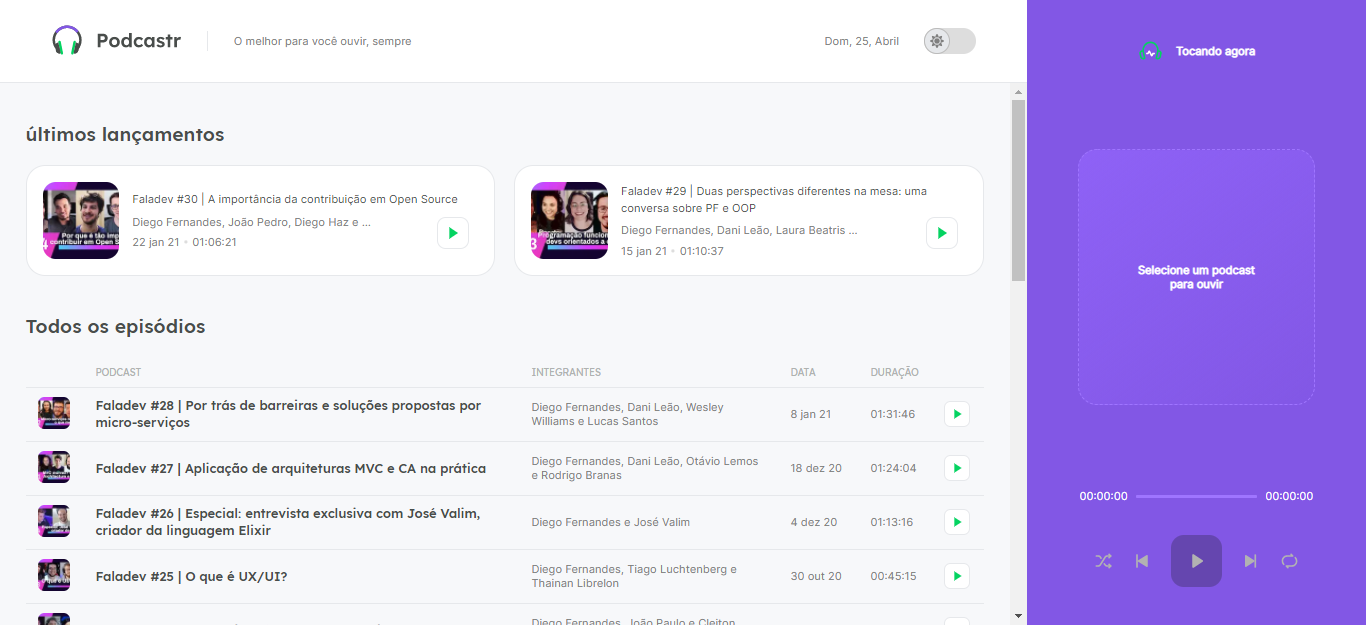 Podcastr
O melhor para você ouvir, sempre
Dom, 25, Abril
Tocando agora
últimos lançamentos
Por que é tão imp
contribuir em Open S
Faladev #30 | A importância da contribuição em Open Source
Diego Fernandes, João Pedro, Diego Haz e ...
22 jan 21 • 01:06:21
Programação funcion
devs orientados a
Faladev #29 | Duas perspectivas diferentes na mesa: uma
conversa sobre PF e OOP
Diego Fernandes, Dani Leão, Laura Beatris ...
15 jan 21 • 01:10:37
Selecione um podcast
para ouvir
Todos os episódios
PODCAST INTEGRANTES DATA DURAÇÃO
Faladev #28 | Por trás de barreiras e soluções propostas por
micro-serviços
Diego Fernandes, Dani Leão, Wesley
Williams e Lucas Santos
8 jan 21
01:31:46
Faladev #27 | Aplicação de arquiteturas MVC e CA na prática
Diego Fernandes, Dani Leão, Otávio Lemos
e Rodrigo Branas
18 dez 20
01:24:04
Faladev #26 | Especial: entrevista exclusiva com José Valim,
criador da linguagem Elixir
Diego Fernandes e José Valim
4 dez 20
01:13:16
Faladev #25 | O que é UX/UI?
Diego Fernandes, Tiago Luchtenberg e
Thainan Librelon
30 out 20
00:45:15
Diego Fernandes, João Paulo e Cleiton
00:00:00
00:00:00